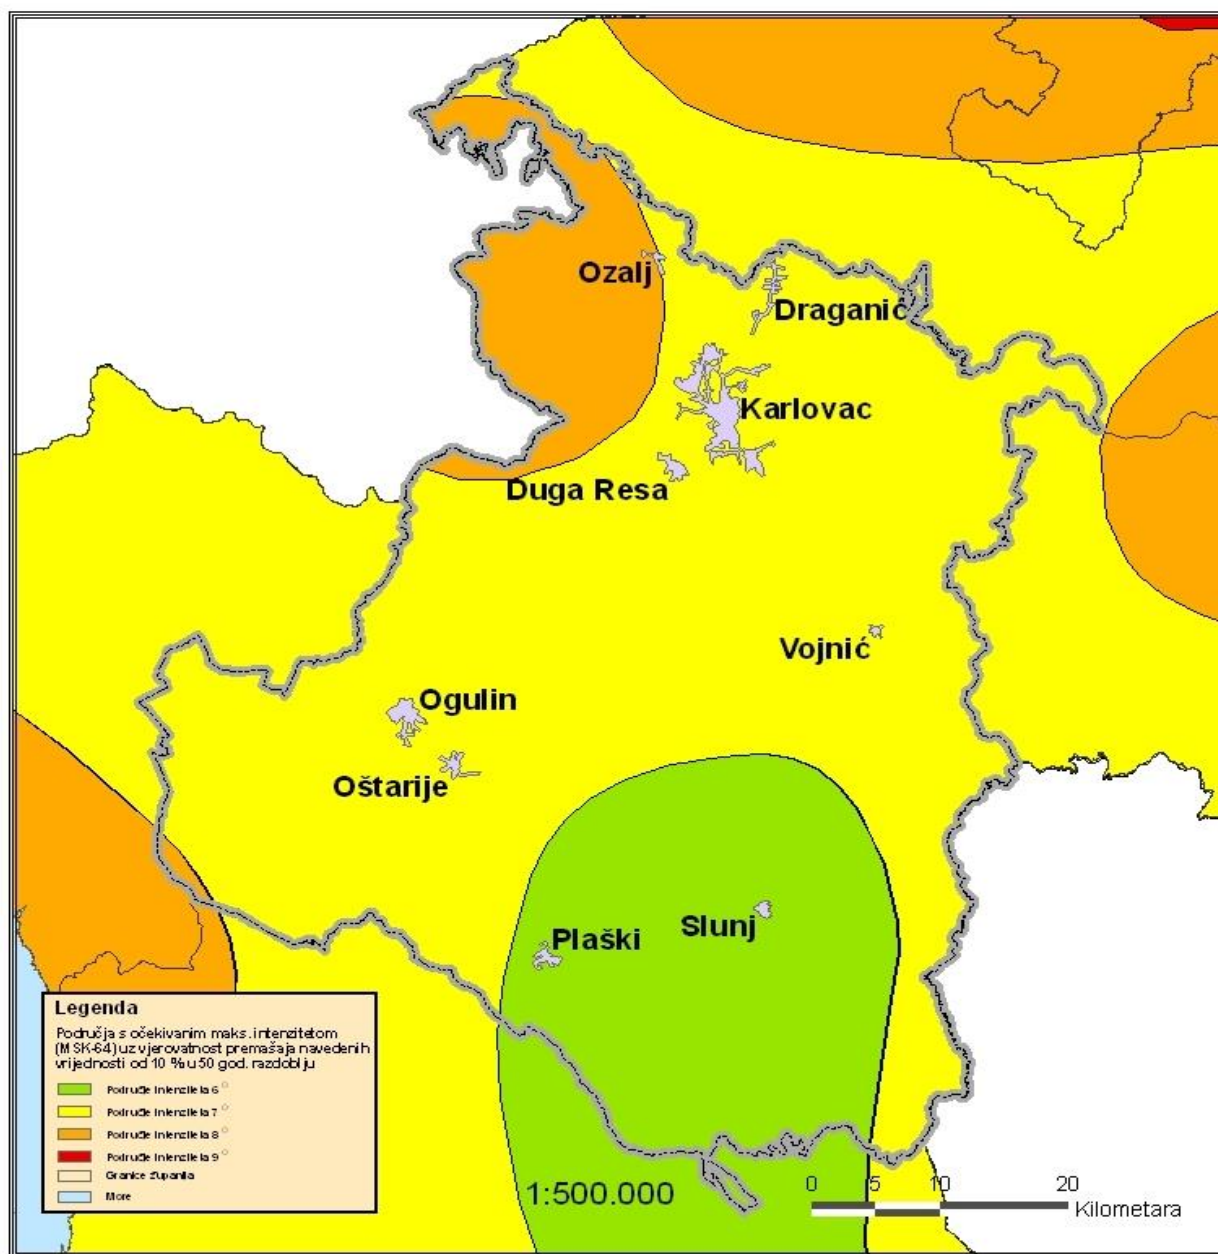 Ozalj
Draganić
Karlovac
Duga Resa
Vojnić
Ogulin
Oštarije
Slunj
Plaški
Legenda
Područja s očekivanim maks. intenzitetom
(MSK-64) uz vjerovatnost premašaja navedenih
vrijednosti od 10 % u 50 god. razdoblju
Područje Intenziteta 6 °
Područje Intenziteta 7 °
Područje Intenziteta 8 °
Područje Intenziteta 9 °
Granice županija
More
1:500.000
0 5 10 20
Kilometara